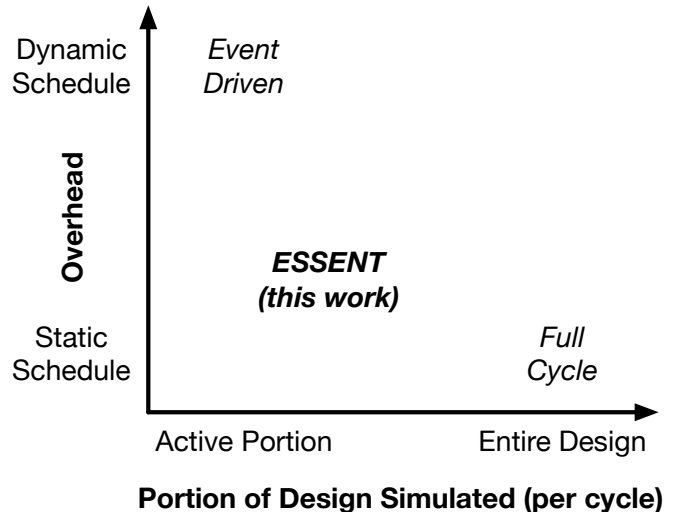 Dynamic
Schedule
Event
Driven
Overhead
ESSENT
(this work)
Static
Schedule
Full
Cycle
Active Portion
Entire Design
Portion of Design Simulated (per cycle)